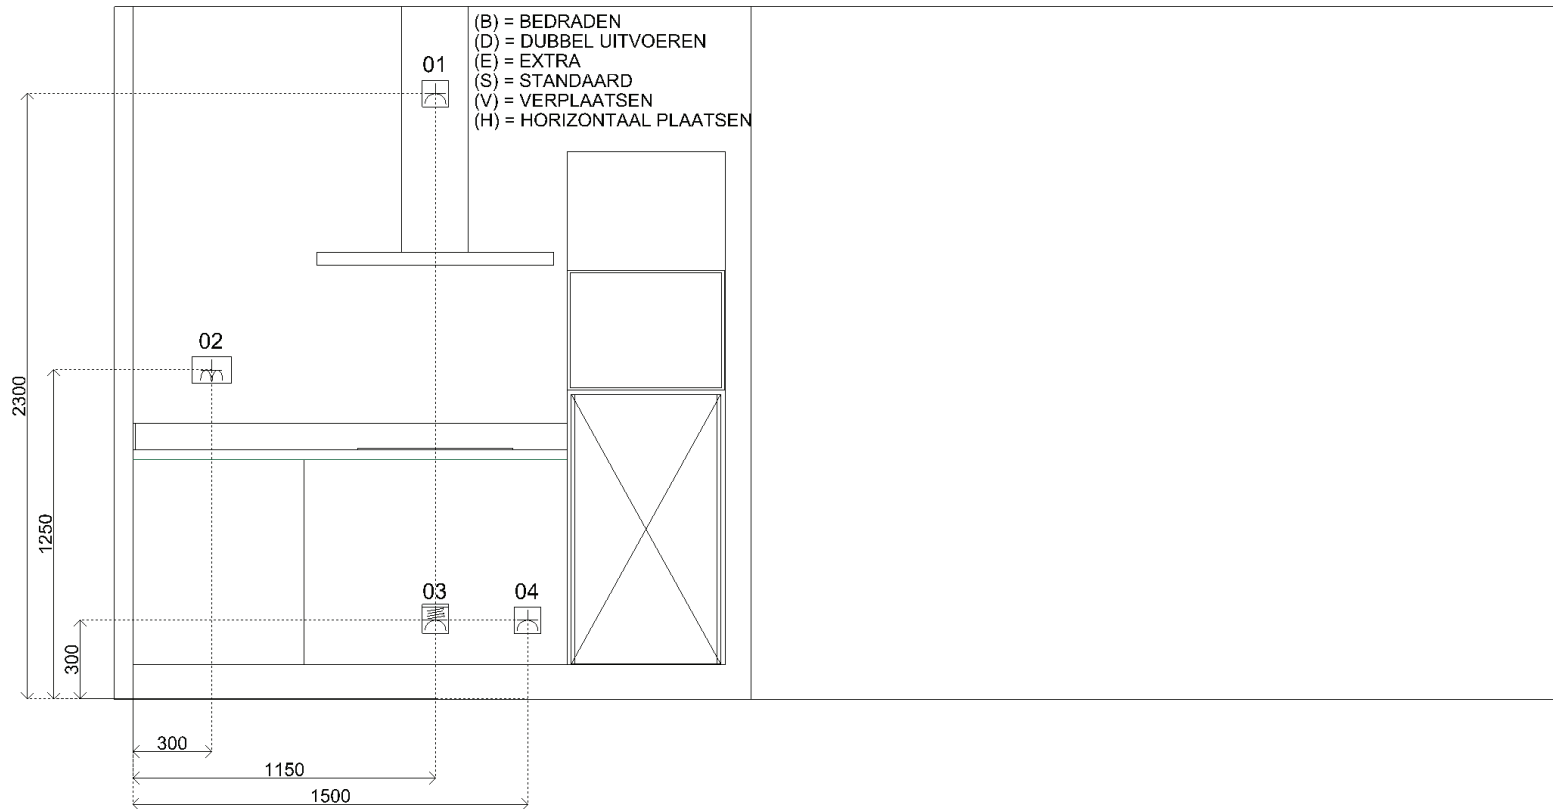 (B) = BEDRADEN
(D) = DUBBEL UITVOEREN
(E) = EXTRA
(S) = STANDAARD
(V) = VERPLAATSEN
(H) = HORIZONTAAL PLAATSEN
01
02
2300
1250
03
04
300
300
1150
1500